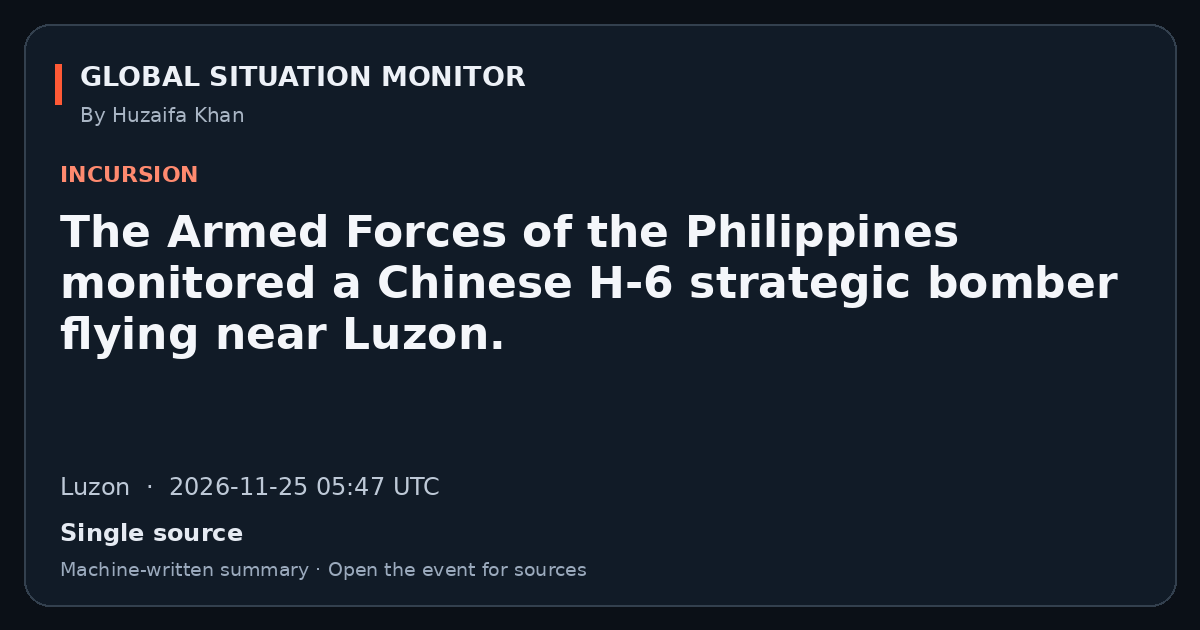 GLOBAL SITUATION MONITOR
By Huzaifa Khan
INCURSION
The Armed Forces of the Philippines
monitored a Chinese H-6 strategic bomber
flying near Luzon.
Luzon · 2026-11-25 05:47 UTC
Single source
Machine-written summary · Open the event for sources